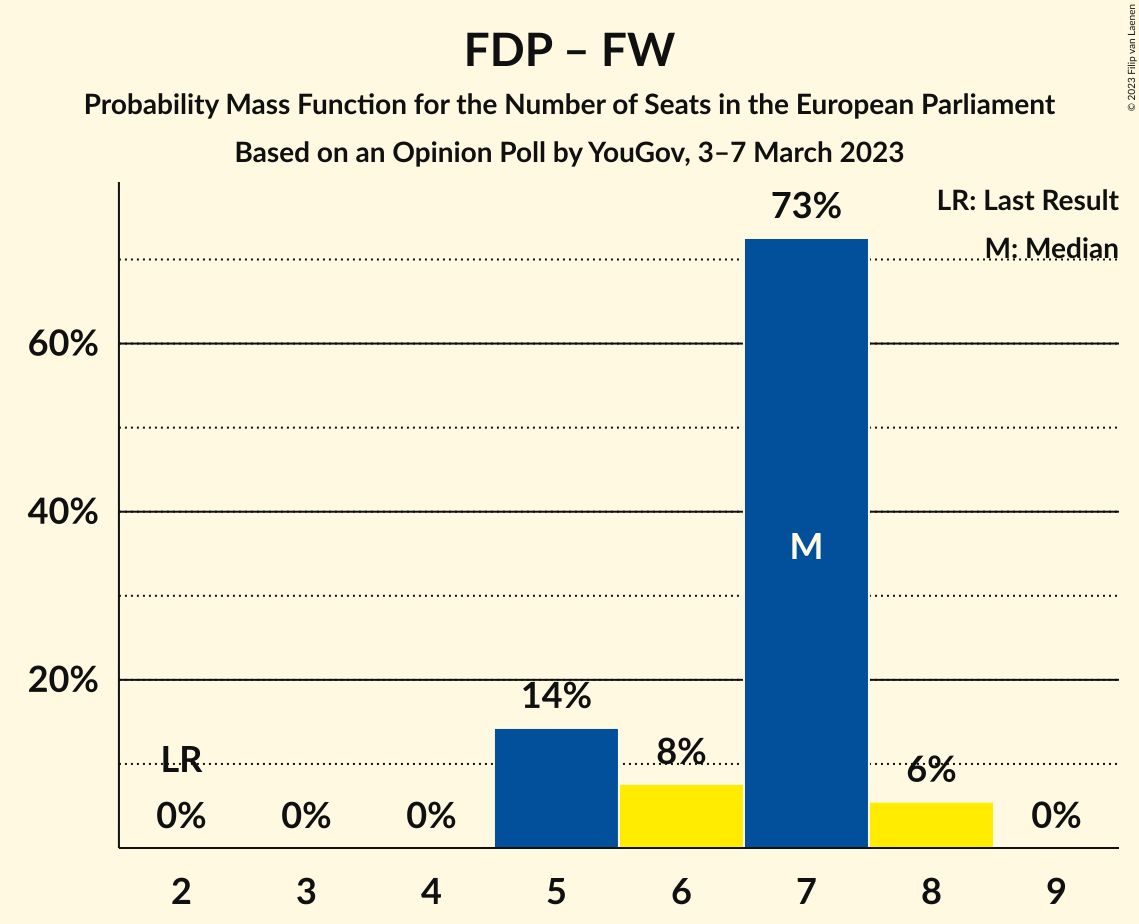 FDP – FW
Probability Mass Function for the Number of Seats in the European Parliament
Based on an Opinion Poll by YouGov, 3–7 March 2023
© 2023 Filip van Laenen
LR: Last Result
M: Median
73%
60%
40%
20%
M
14%
8%
6%
LR
0%
0%
0%
0%
2
3
4
5
6
7
8
9